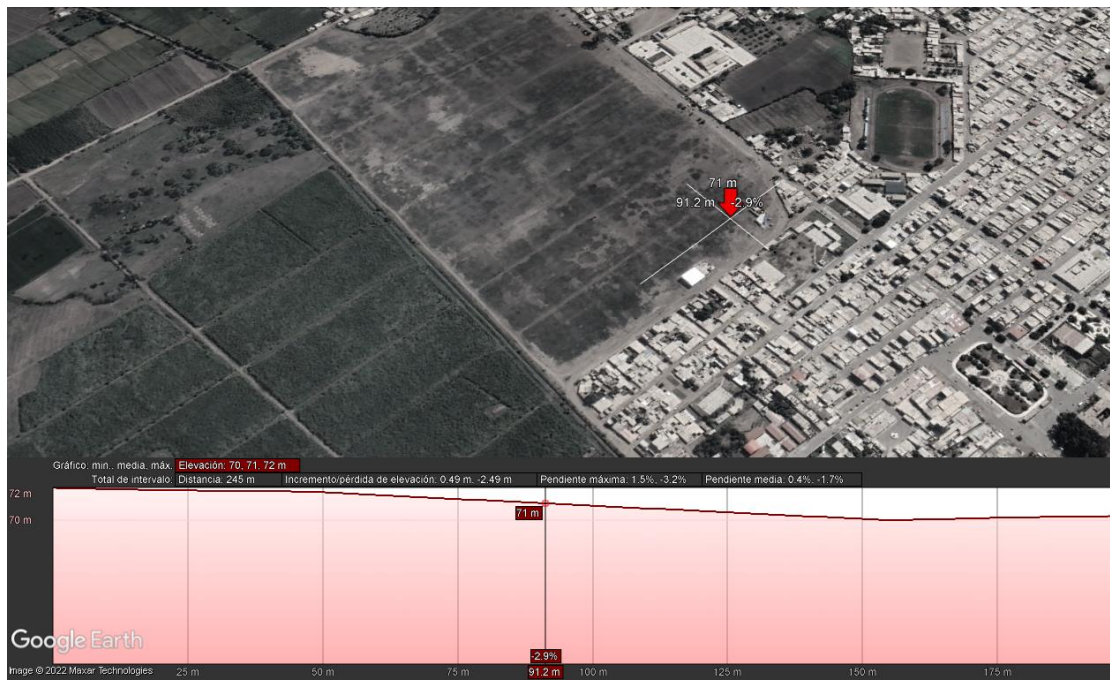 71 m
91.2 m -2.9%
Gráfico: min., media, máx. Elevación: 70, 71, 72 m
Total de intervalo: Distancia: 245 m Incremento/pérdida de elevación: 0.49 m, -2.49 m Pendiente máxima: 1.5%, -3.2% Pendiente media: 0.4%, -1.7%
72 m
71 m
70 m
Google Earth
-2.9%
Image © 2022 Maxar Technologies 25 m 50 m 75 m 91.2 m 100 m 125 m 150 m 175 m